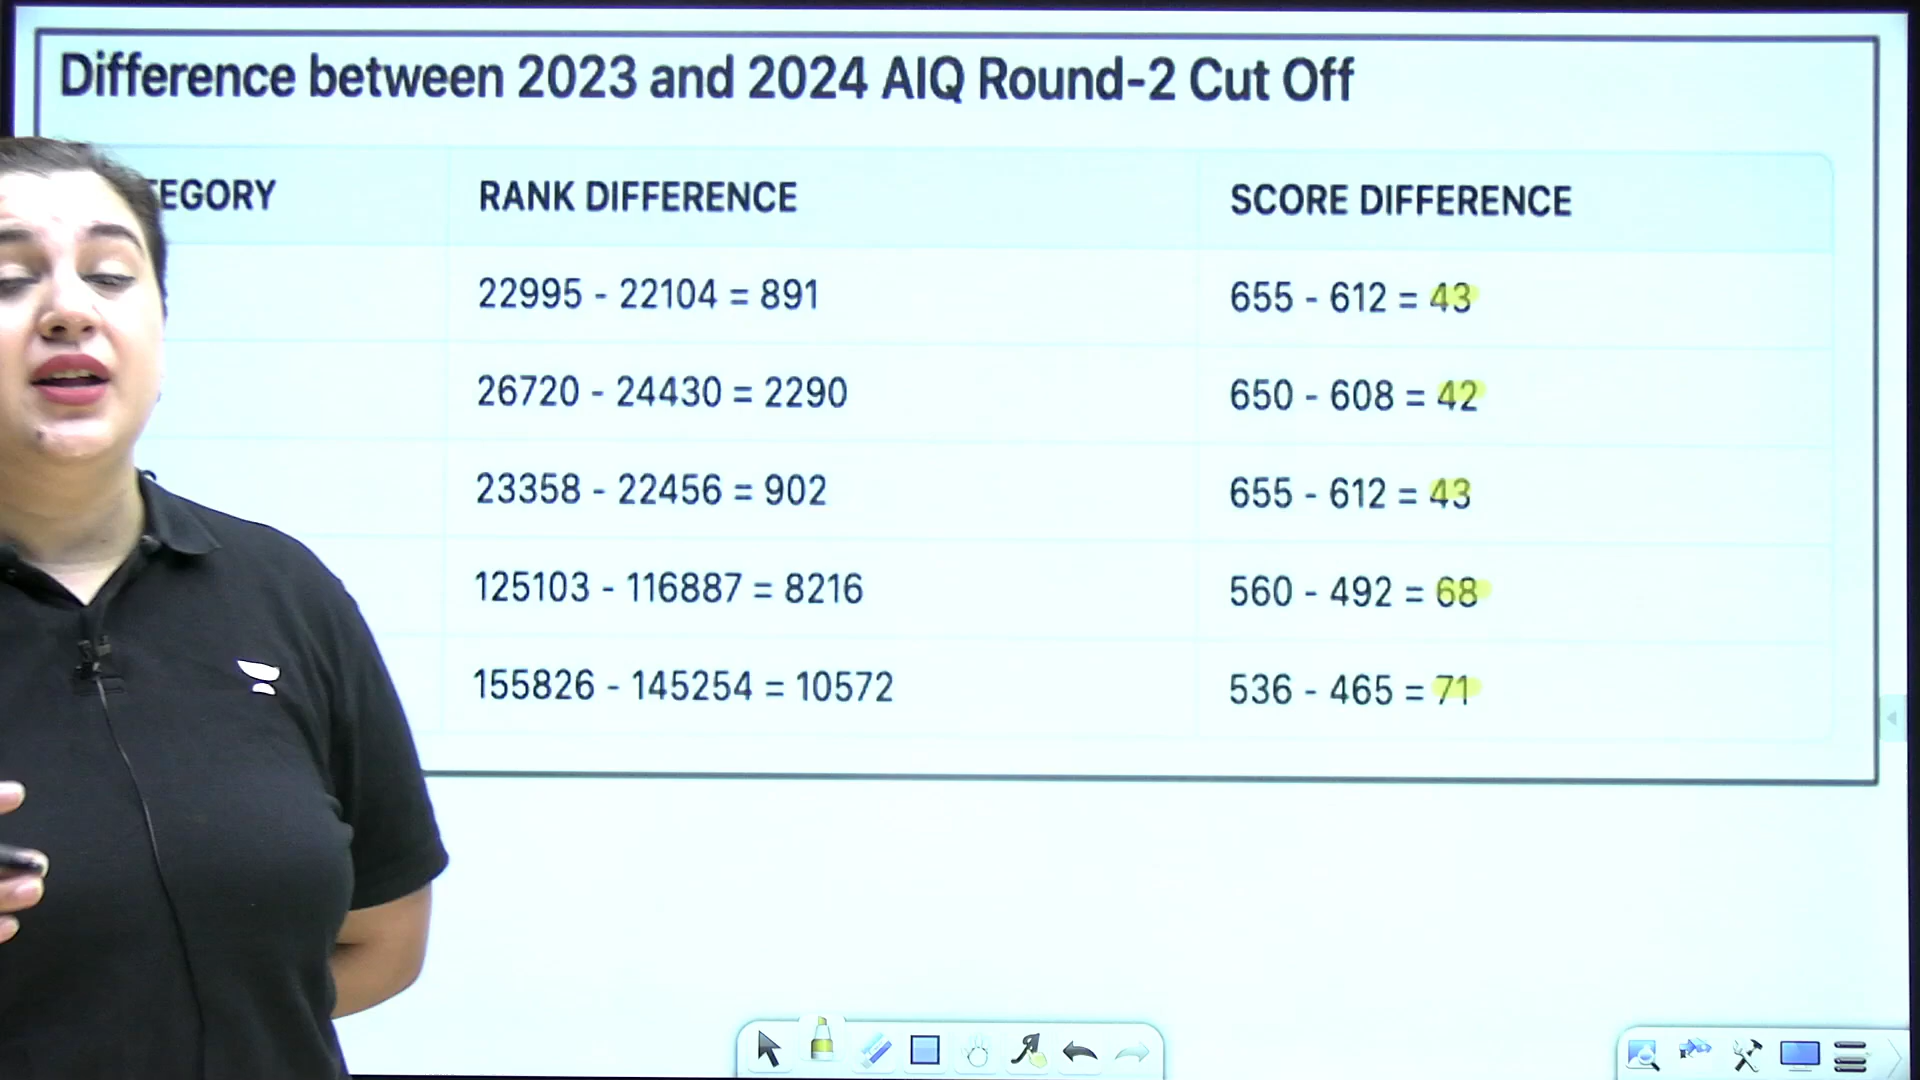 Difference between 2023 and 2024 AIQ Round-2 Cut Off
TEGORY RANK DIFFERENCE SCORE DIFFERENCE
22995 - 22104 = 891 655 - 612 = 43
26720 - 24430 = 2290 650 - 608 = 42
23358 - 22456 = 902 655 - 612 = 43
125103 - 116887 = 8216 560 - 492 = 68
155826 - 145254 = 10572 536 - 465 = 71